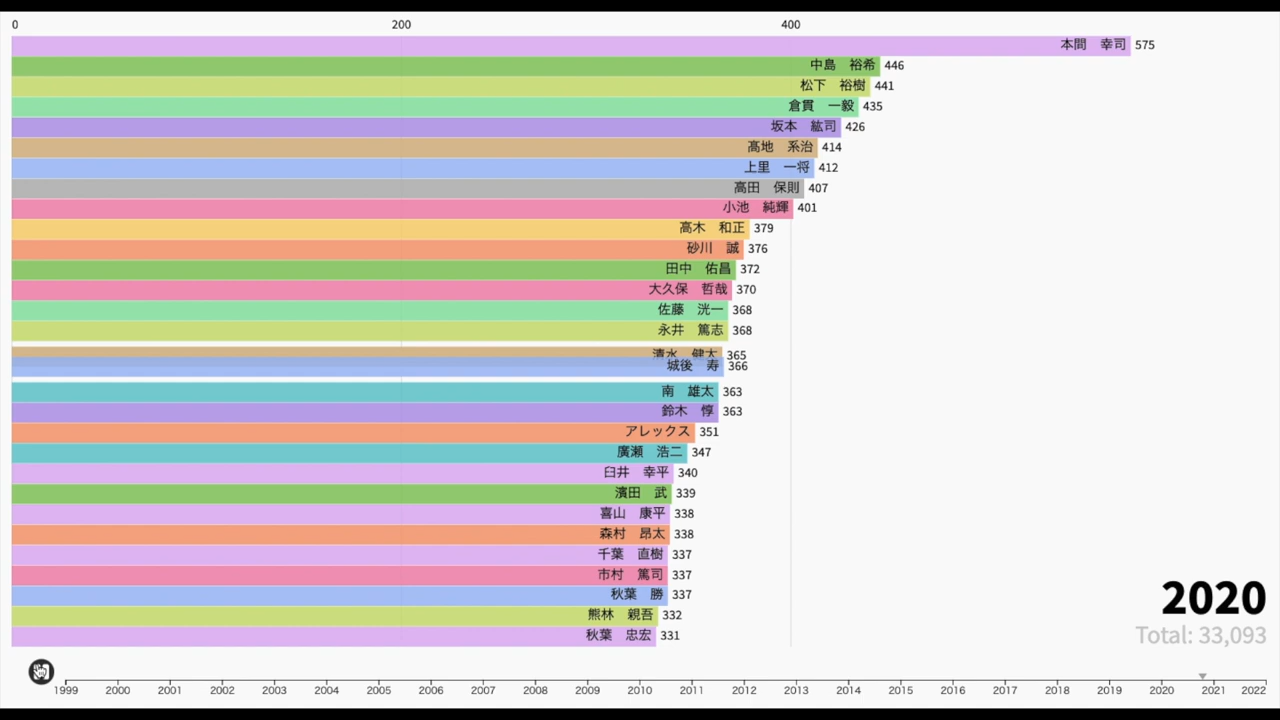 0 200 400
本間 幸司 575
中島 裕希 446
松下 裕樹 441
倉貫 一毅 435
坂本 紘司 426
髙地 系治 414
上里 一将 412
高田 保則 407
小池 純輝 401
高木 和正 379
砂川 誠 376
田中 佑昌 372
大久保 哲哉 370
佐藤 洸一 368
永井 篤志 368
清水 健太 365
城後 寿 366
南 雄太 363
鈴木 惇 363
アレックス 351
廣瀬 浩二 347
臼井 幸平 340
濱田 武 339
喜山 康平 338
森村 昂太 338
千葉 直樹 337
市村 篤司 337
秋葉 勝 337
熊林 親吾 332
秋葉 忠宏 331
2020
Total: 33,093
1999 2000 2001 2002 2003 2004 2005 2006 2007 2008 2009 2010 2011 2012 2013 2014 2015 2016 2017 2018 2019 2020 2021 2022